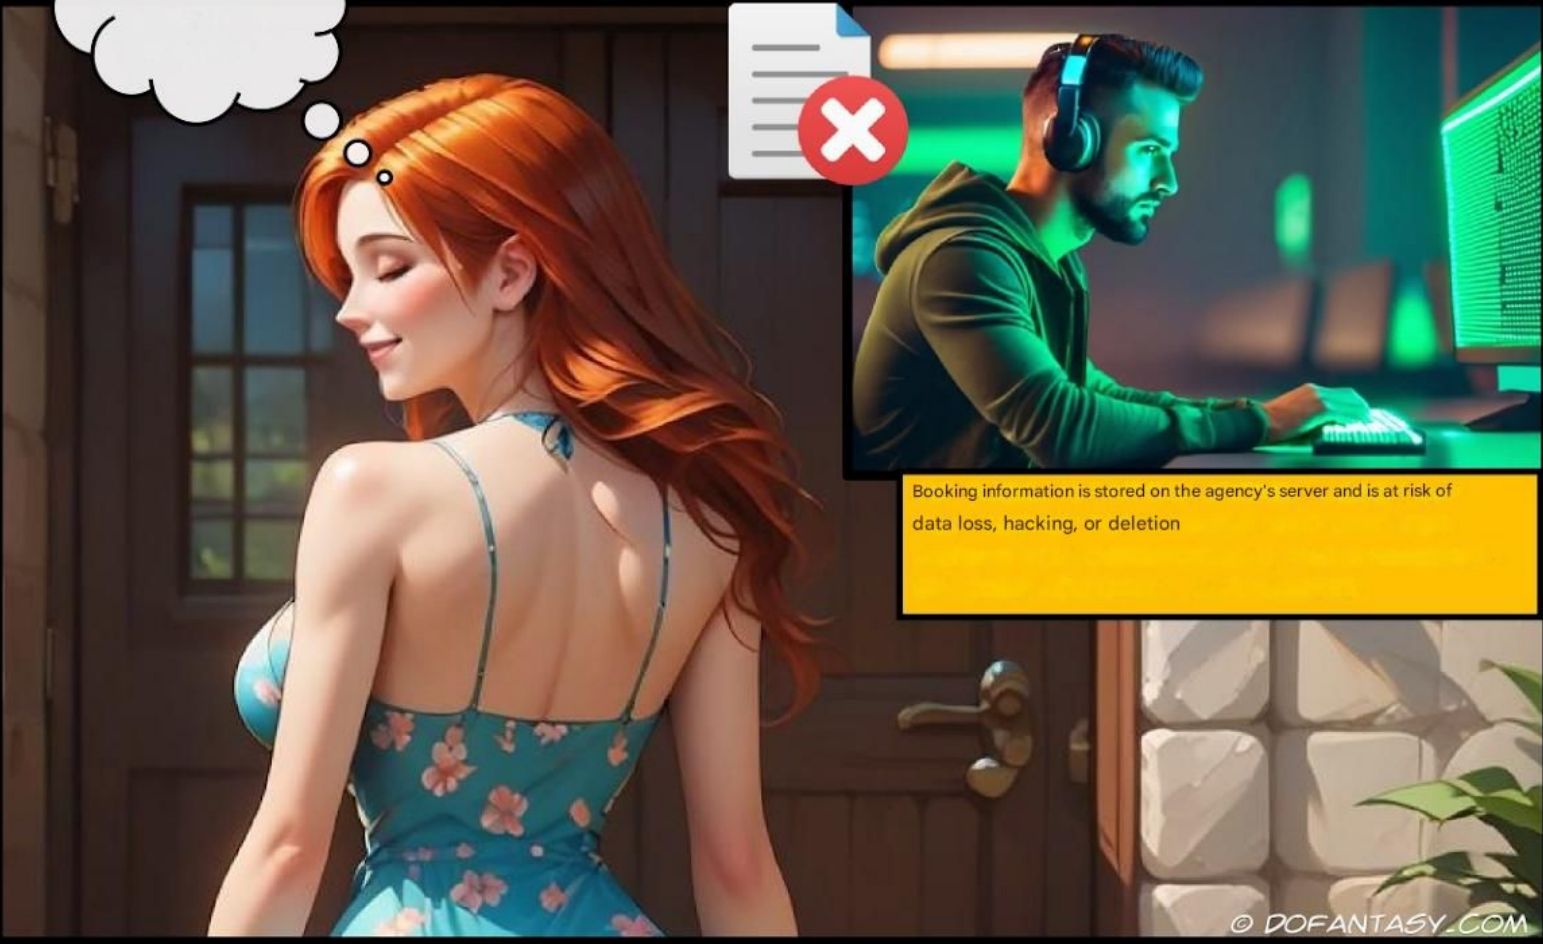 Booking information is stored on the agency's server and is at risk of
data loss, hacking, or deletion
© DOFANTASY.COM